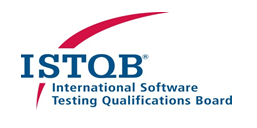 ISTQB®
International Software
Testing Qualifications Board